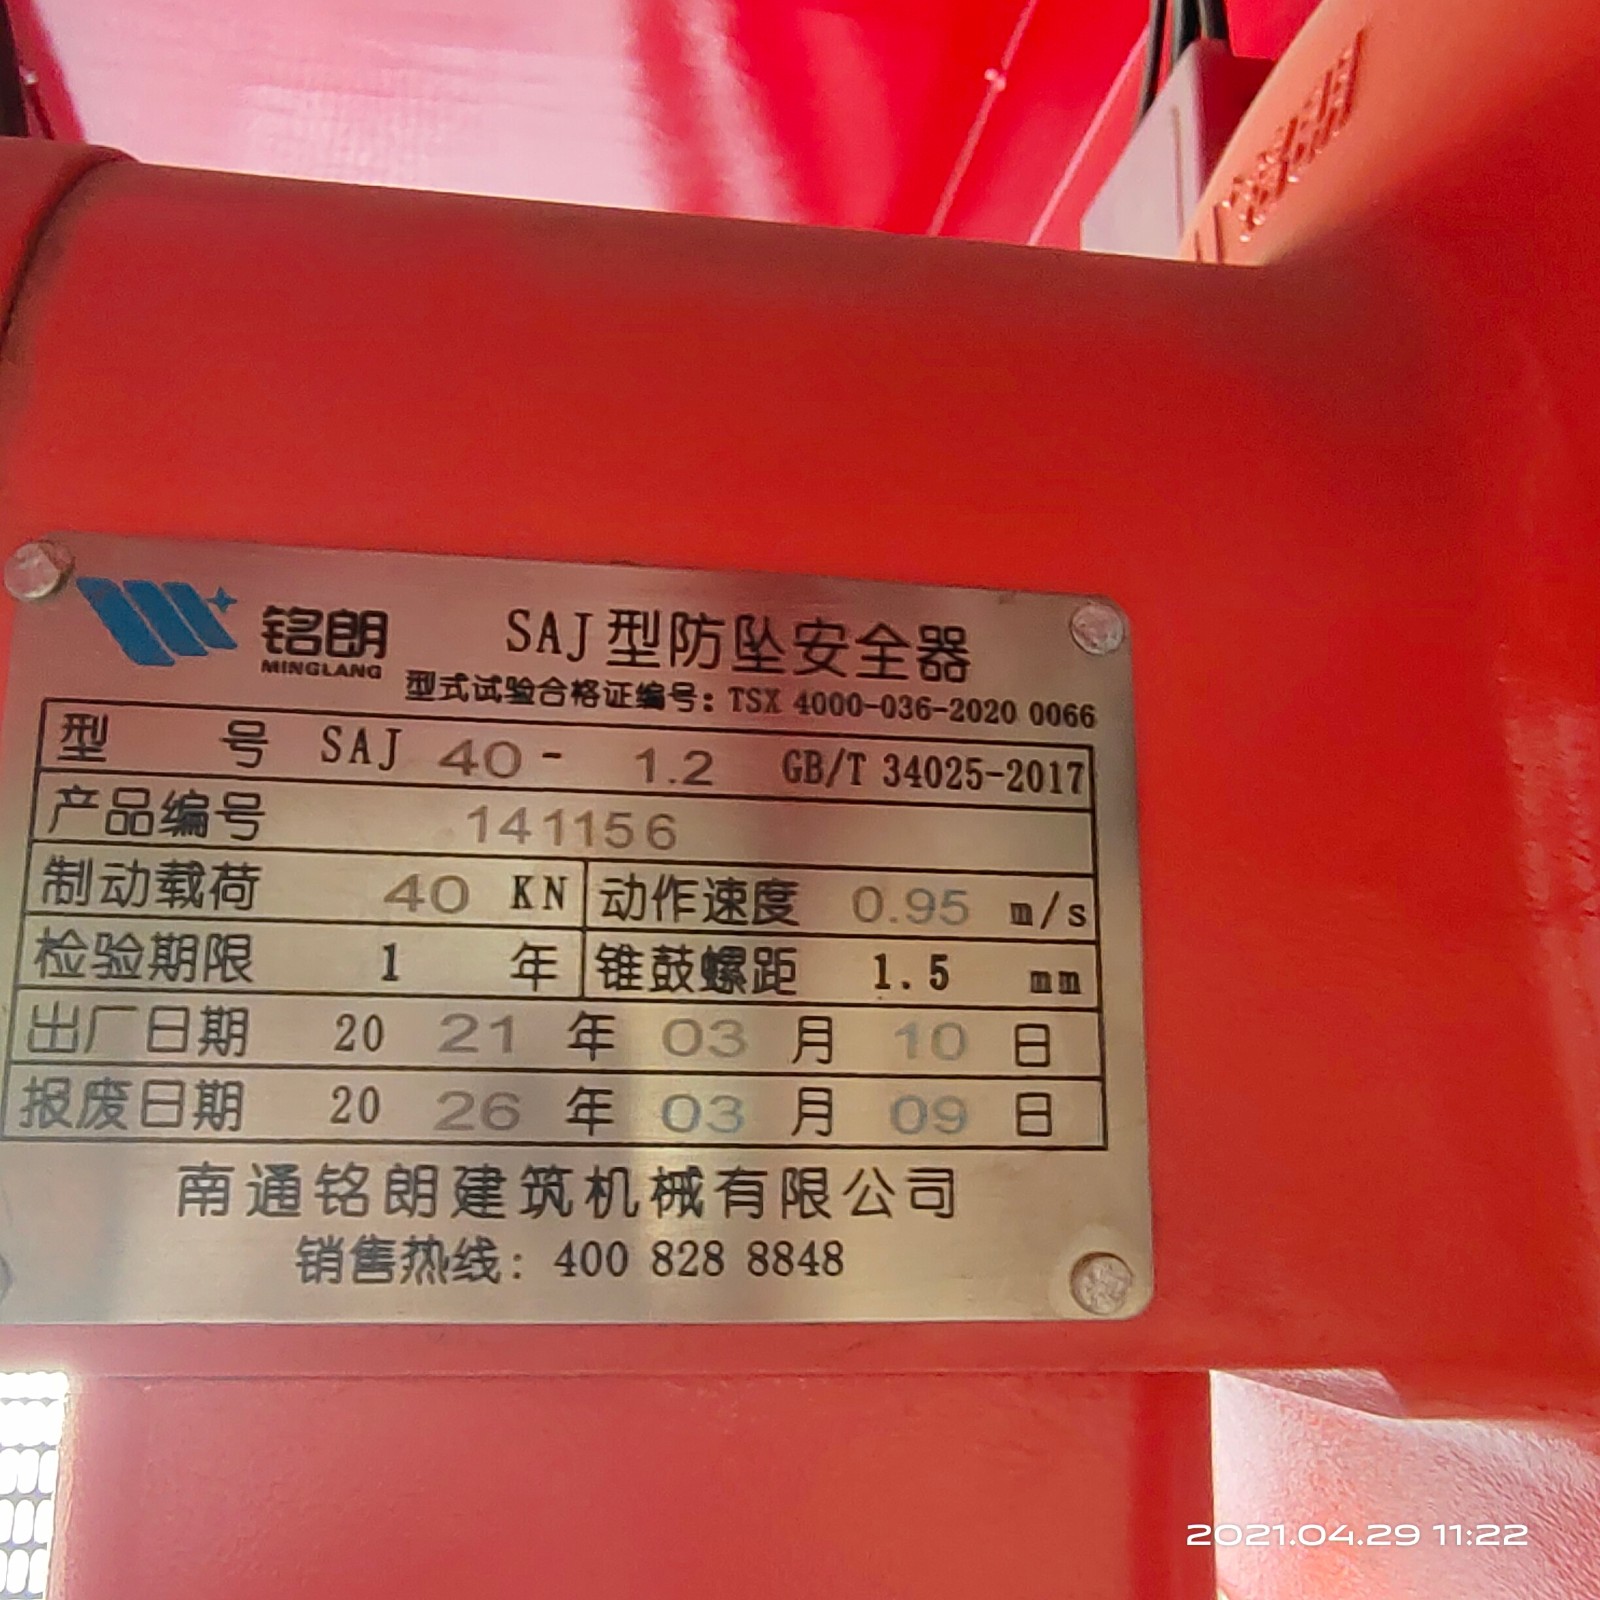 铭朗
MINGLANG
SAJ型防坠安全器
型式试验合格证编号：TSX 4000-036-2020 0066
型号 SAJ 40 - 1.2 GB/T 34025-2017
产品编号 141156
制动载荷 40 KN 动作速度 0.95 m/s
检验期限 1 年 锥鼓螺距 1.5 mm
出厂日期 20 21 年 03 月 10 日
报废日期 20 26 年 03 月 09 日
南通铭朗建筑机械有限公司
销售热线：400 828 8848
2021.04.29 11:22